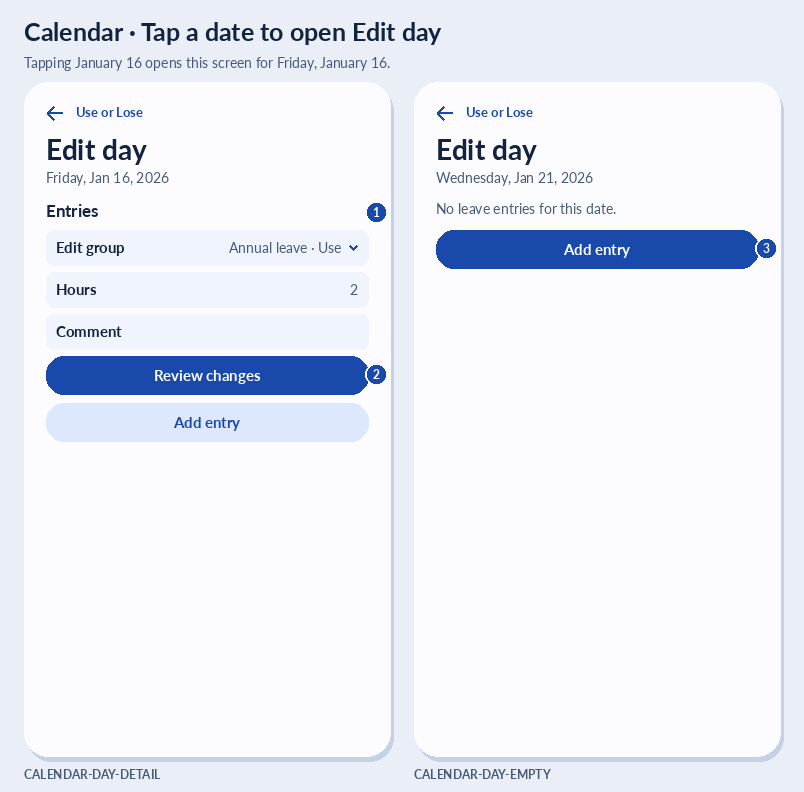 Calendar · Tap a date to open Edit day
Tapping January 16 opens this screen for Friday, January 16.
Use or Lose
Edit day
Friday, Jan 16, 2026
Entries
1
Edit group
Annual leave · Use
Hours
2
Comment
Review changes
2
Add entry
CALENDAR-DAY-DETAIL
Use or Lose
Edit day
Wednesday, Jan 21, 2026
No leave entries for this date.
Add entry
3
CALENDAR-DAY-EMPTY